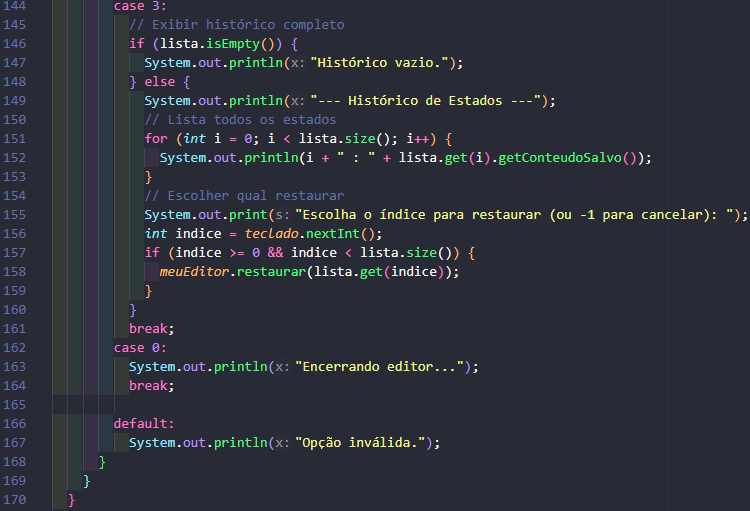 144 case 3:
145 // Exibir histórico completo
146 if (lista.isEmpty()) {
147 System.out.println(x: "Histórico vazio.");
148 } else {
149 System.out.println(x: "--- Histórico de Estados ---");
150 // Lista todos os estados
151 for (int i = 0; i < lista.size(); i++) {
152 System.out.println(i + " : " + lista.get(i).getConteudoSalvo());
153 }
154 // Escolher qual restaurar
155 System.out.print(s: "Escolha o índice para restaurar (ou -1 para cancelar): ");
156 int indice = teclado.nextInt();
157 if (indice >= 0 && indice < lista.size()) {
158 meuEditor.restaurar(lista.get(indice));
159 }
160 }
161 break;
162 case 0:
163 System.out.println(x: "Encerrando editor...");
164 break;
165
166 default:
167 System.out.println(x: "Opção inválida.");
168 }
169 }
170 }